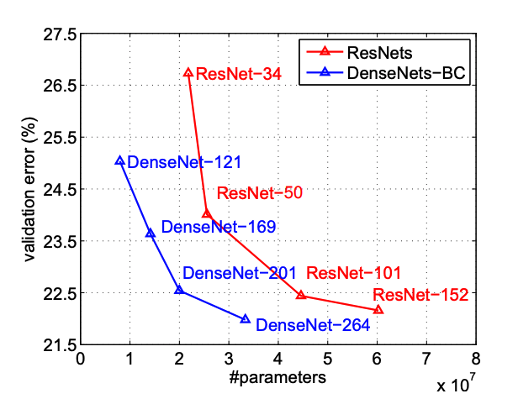 27.5
26.5
25.5
24.5
23.5
22.5
21.5
validation error (%)
ResNets
DenseNets−BC
ResNet−34
DenseNet−121
ResNet−50
DenseNet−169
DenseNet−201
ResNet−101
ResNet−152
DenseNet−264
0 1 2 3 4 5 6 7 8
#parameters
x 10⁷